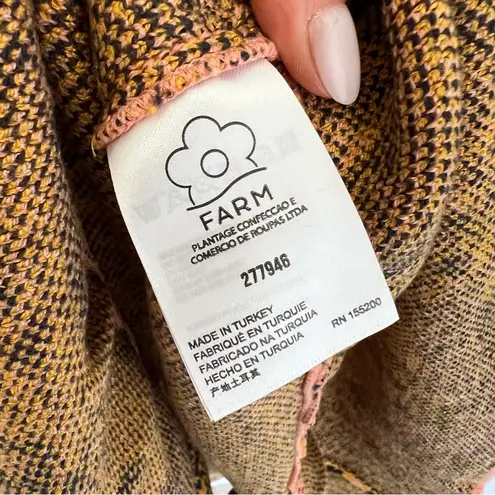 FARM
PLANTAGE CONFECCAO E
COMERCIO DE ROUPAS LTDA
277946
MADE IN TURKEY
FABRIQUÉ EN TURQUIE
FABRICADO NA TURQUIA
HECHO EN TURQUIA
产地土耳其
RN 155200